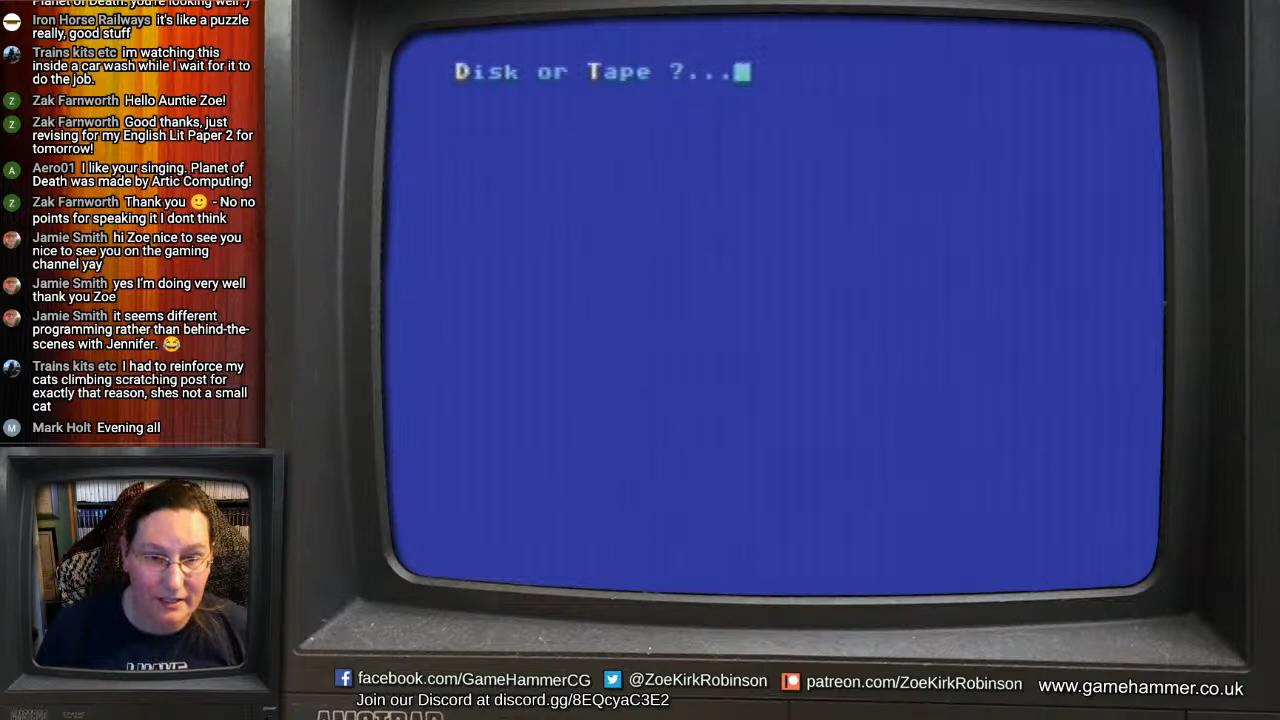 Planet of Death. you're looking well :)
Iron Horse Railways it's like a puzzle
really, good stuff
Trains kits etc im watching this
inside a car wash while I wait for it to
do the job.
Zak Farnworth Hello Auntie Zoe!
Zak Farnworth Good thanks, just
revising for my English Lit Paper 2 for
tomorrow!
Aero01 I like your singing. Planet of
Death was made by Artic Computing!
Zak Farnworth Thank you 🙂 - No no
points for speaking it I dont think
Jamie Smith hi Zoe nice to see you
nice to see you on the gaming
channel yay
Jamie Smith yes I'm doing very well
thank you Zoe
Jamie Smith it seems different
programming rather than behind-the-
scenes with Jennifer. 😂
Trains kits etc I had to reinforce my
cats climbing scratching post for
exactly that reason, shes not a small
cat
Mark Holt Evening all
Disk or Tape ?...
facebook.com/GameHammerCG @ZoeKirkRobinson patreon.com/ZoeKirkRobinson www.gamehammer.co.uk
Join our Discord at discord.gg/8EQcyaC3E2
AMSTRAD